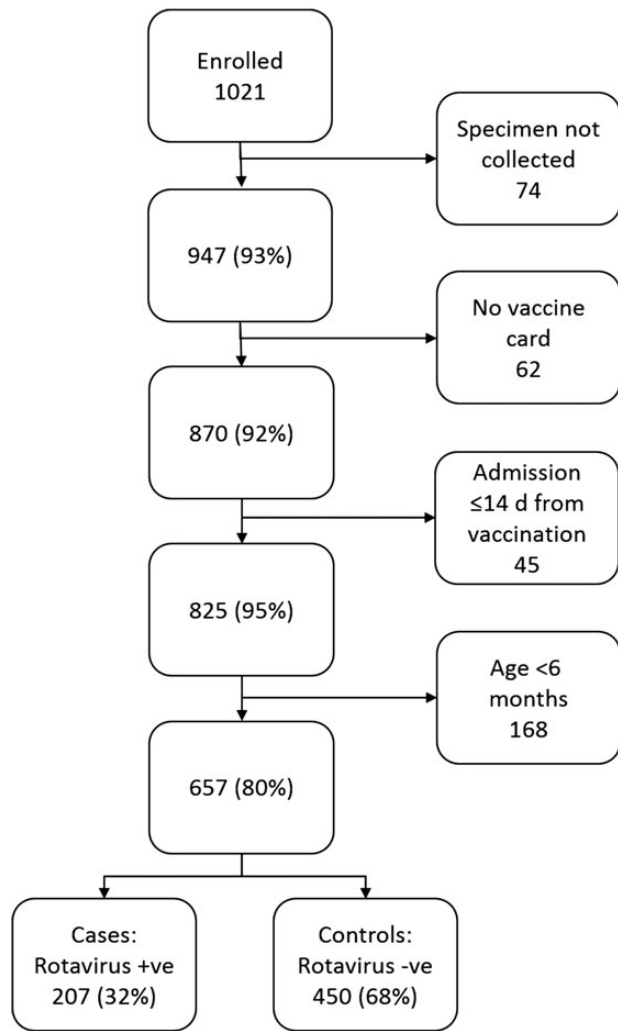 Enrolled
1021
Specimen not
collected
74
947 (93%)
No vaccine
card
62
870 (92%)
Admission
≤14 d from
vaccination
45
825 (95%)
Age <6
months
168
657 (80%)
Cases:
Rotavirus +ve
207 (32%)
Controls:
Rotavirus -ve
450 (68%)